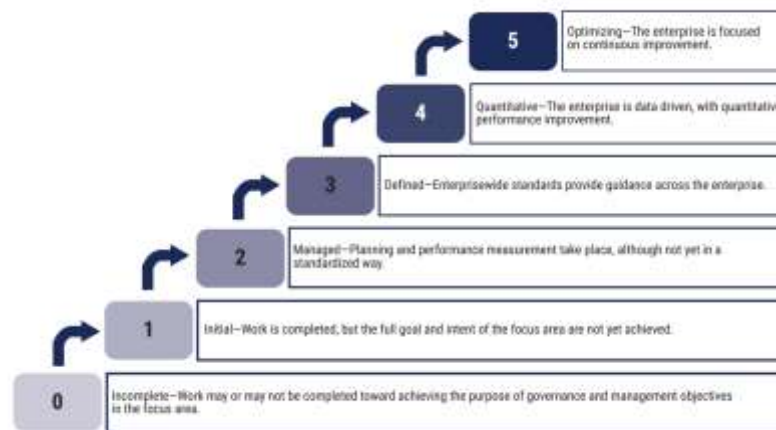 5
Optimizing—The enterprise is focused
on continuous improvement.
4
Quantitative—The enterprise is data driven, with quantitative
performance improvement.
3
Defined—Enterprisewide standards provide guidance across the enterprise.
2
Managed—Planning and performance measurement take place, although not yet in a
standardized way.
1
Initial—Work is completed, but the full goal and intent of the focus area are not yet achieved.
0
Incomplete—Work may or may not be completed toward achieving the purpose of governance and management objectives
in the focus area.